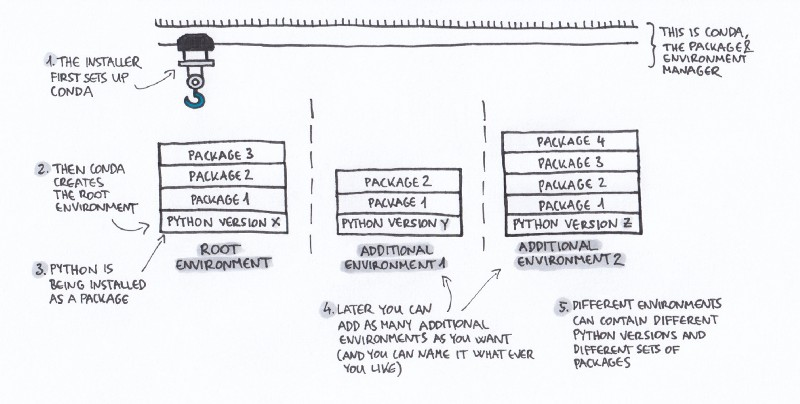 1. THE INSTALLER
FIRST SETS UP
CONDA
THIS IS CONDA,
THE PACKAGE &
ENVIRONMENT
MANAGER
2. THEN CONDA
CREATES
THE ROOT
ENVIRONMENT
3. PYTHON IS
BEING INSTALLED
AS A PACKAGE
PACKAGE 3
PACKAGE 2
PACKAGE 1
PYTHON VERSION X
ROOT
ENVIRONMENT
PACKAGE 2
PACKAGE 1
PYTHON VERSION Y
ADDITIONAL
ENVIRONMENT 1
PACKAGE 4
PACKAGE 3
PACKAGE 2
PACKAGE 1
PYTHON VERSION Z
ADDITIONAL
ENVIRONMENT 2
4. LATER YOU CAN
ADD AS MANY ADDITIONAL
ENVIRONMENTS AS YOU WANT
(AND YOU CAN NAME IT WHAT EVER
YOU LIKE)
5. DIFFERENT ENVIRONMENTS
CAN CONTAIN DIFFERENT
PYTHON VERSIONS AND
DIFFERENT SETS OF
PACKAGES